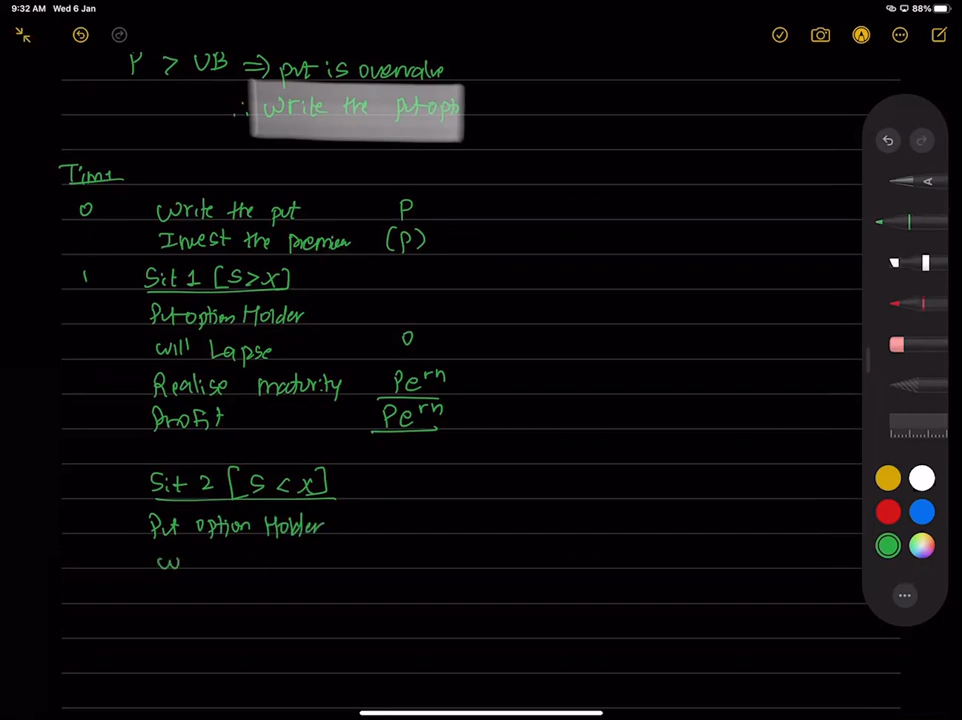 9:32 AM Wed 6 Jan
88%
P > UB ⇒ put is overvalue
∴ Write the put opti
Time
0 Write the put P
Invest the premium (P)
1 Sit 1 [S>X]
Put option Holder
will Lapse 0
Realise maturity Pe^rn
Profit Pe^rn
Sit 2 [S < X]
Put option Holder
w
A